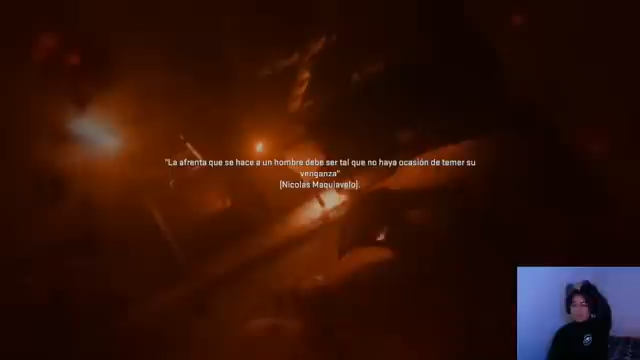 "La afrenta que se hace a un hombre debe ser tal que no haya ocasión de temer su
venganza"
(Nicolas Maquiavelo).